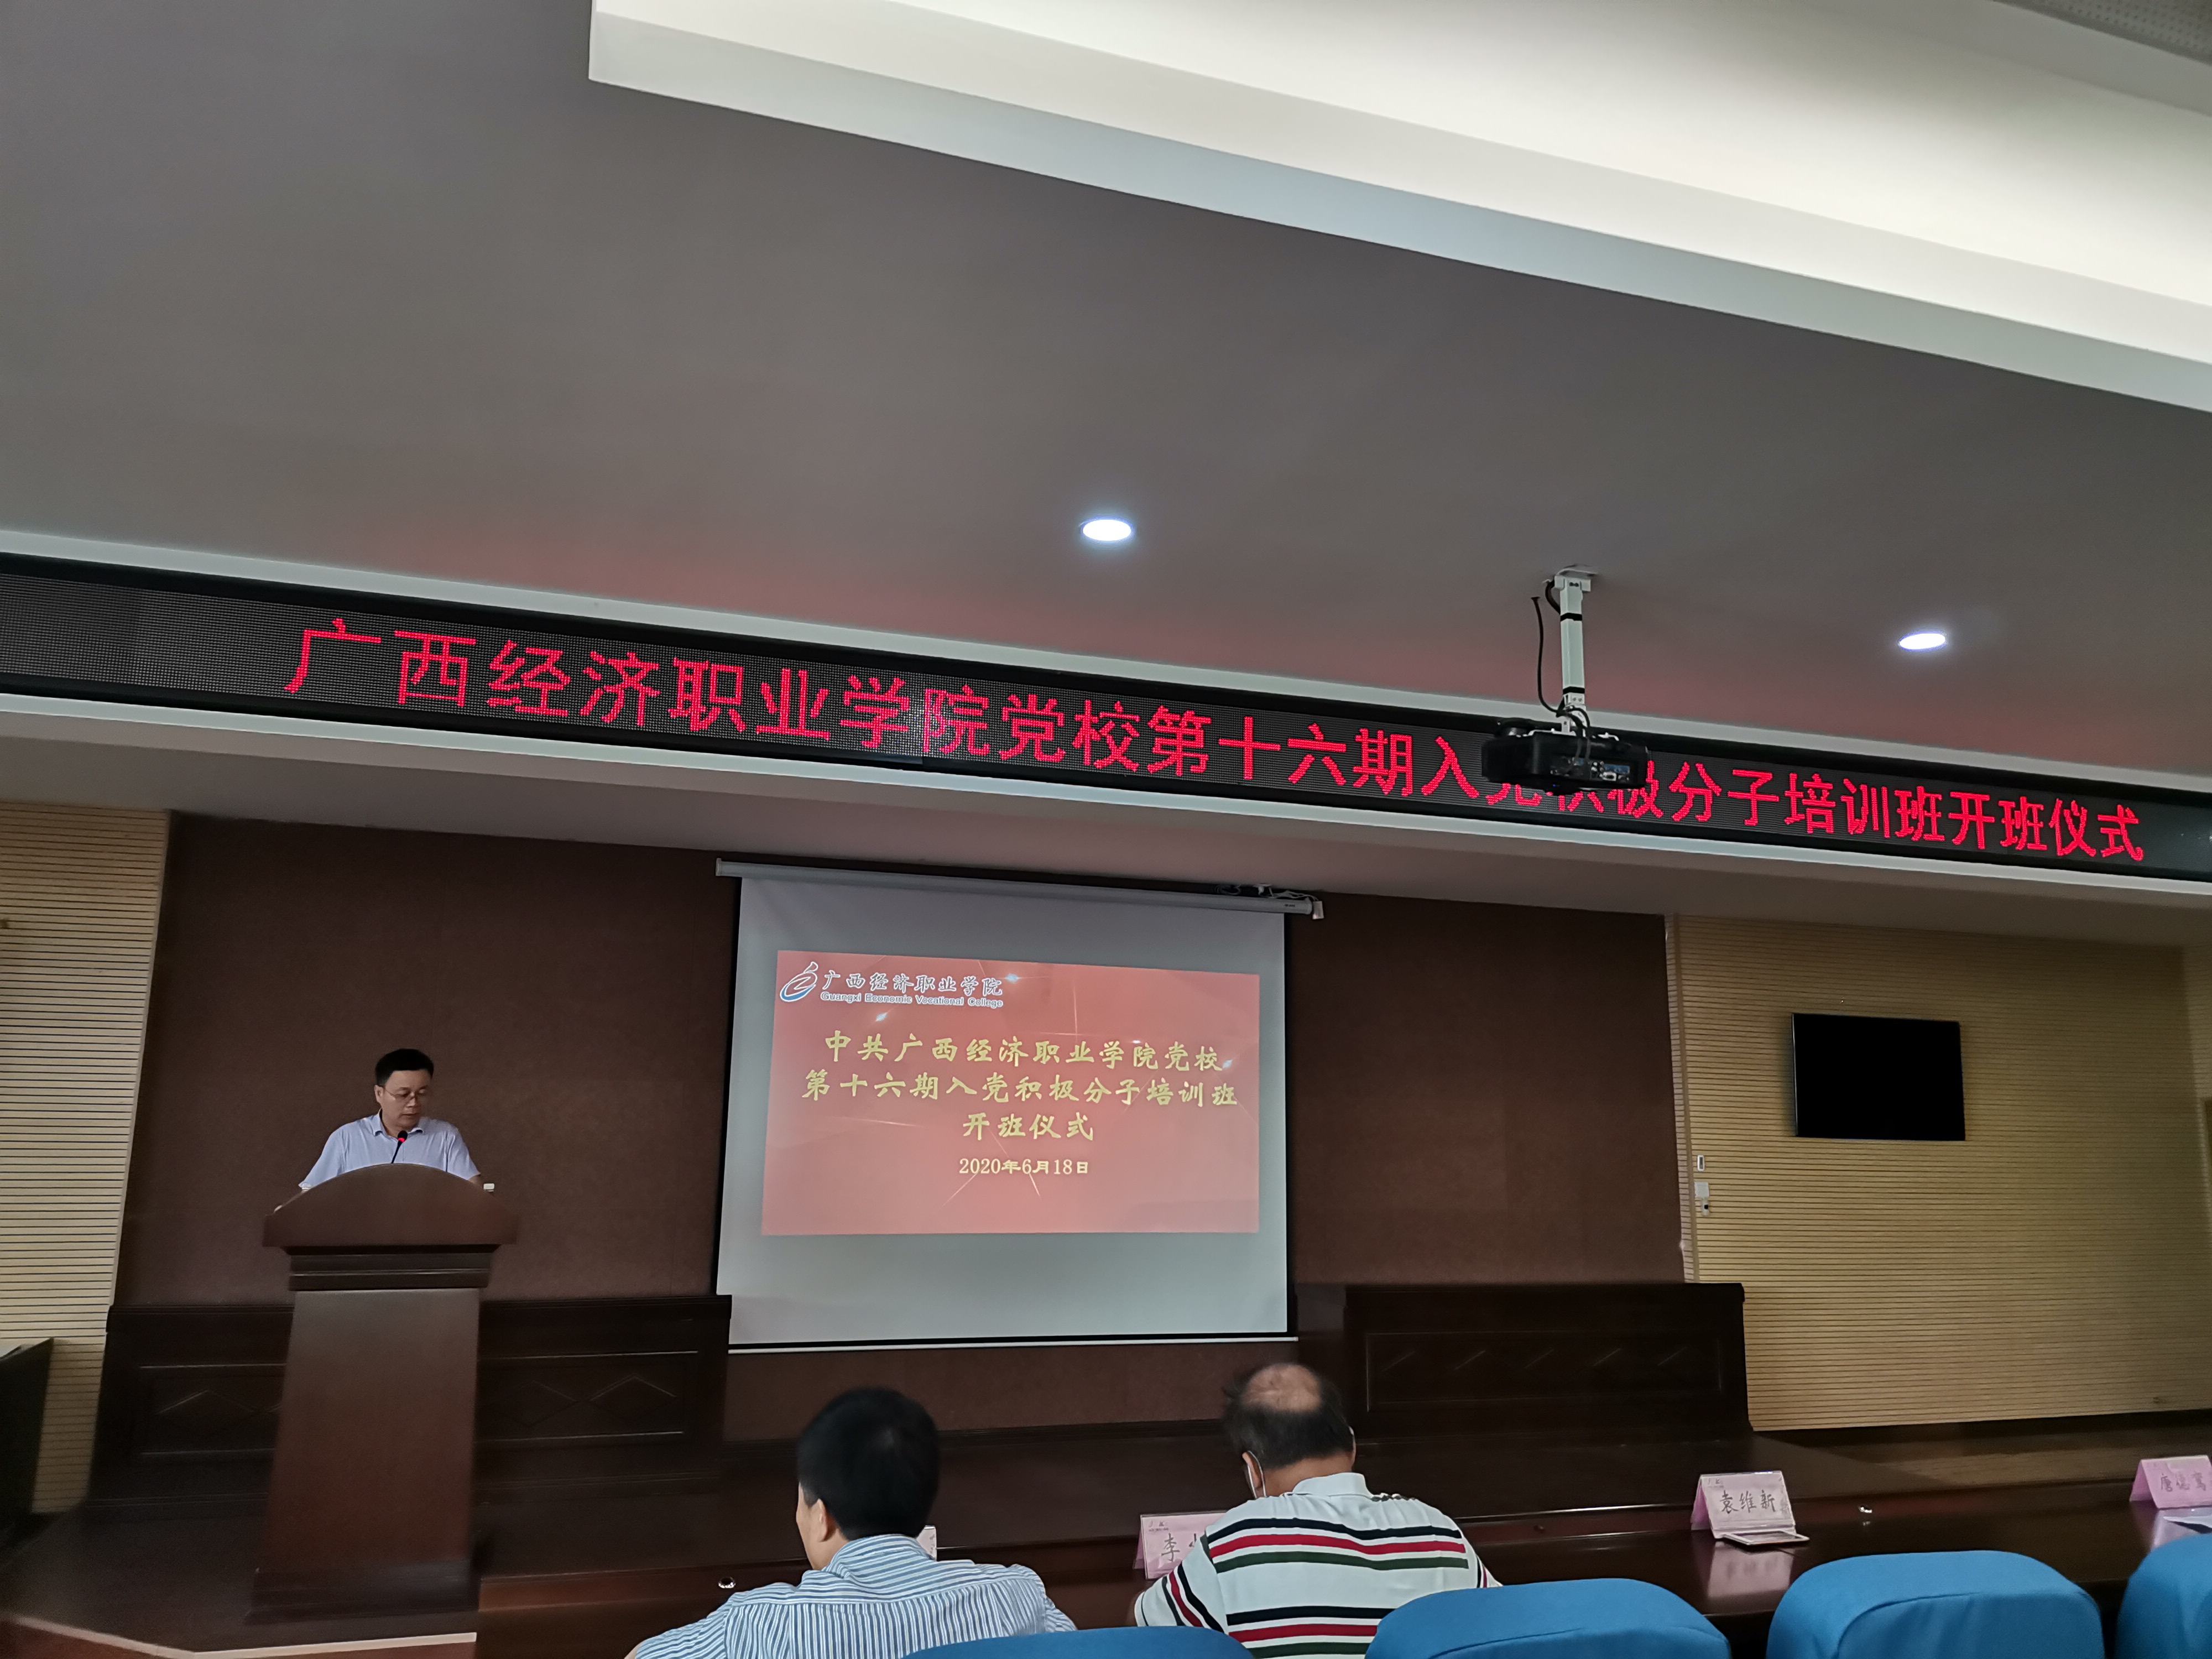 广西经济职业学院党校第十六期入党积极分子培训班开班仪式
广西经济职业学院
Guangxi Economic Vocational College
中共广西经济职业学院党校
第十六期入党积极分子培训班
开班仪式
2020年6月18日
李
袁维新